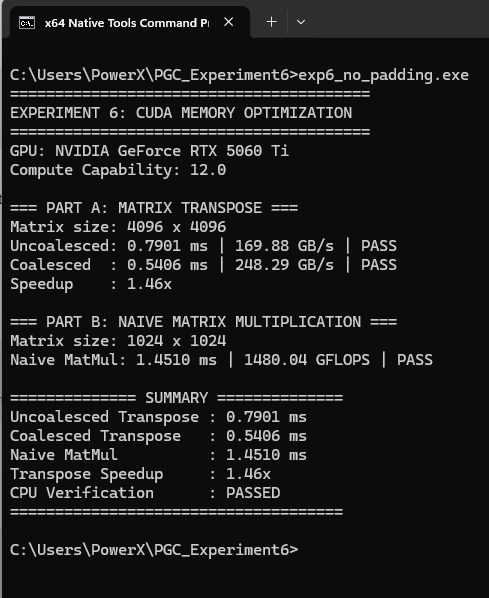 x64 Native Tools Command Pr
C:\Users\PowerX\PGC_Experiment6>exp6_no_padding.exe
========================================
EXPERIMENT 6: CUDA MEMORY OPTIMIZATION
========================================
GPU: NVIDIA GeForce RTX 5060 Ti
Compute Capability: 12.0
=== PART A: MATRIX TRANSPOSE ===
Matrix size: 4096 x 4096
Uncoalesced: 0.7901 ms | 169.88 GB/s | PASS
Coalesced  : 0.5406 ms | 248.29 GB/s | PASS
Speedup    : 1.46x
=== PART B: NAIVE MATRIX MULTIPLICATION ===
Matrix size: 1024 x 1024
Naive MatMul: 1.4510 ms | 1480.04 GFLOPS | PASS
============== SUMMARY ==============
Uncoalesced Transpose : 0.7901 ms
Coalesced Transpose   : 0.5406 ms
Naive MatMul          : 1.4510 ms
Transpose Speedup     : 1.46x
CPU Verification      : PASSED
=====================================
C:\Users\PowerX\PGC_Experiment6>